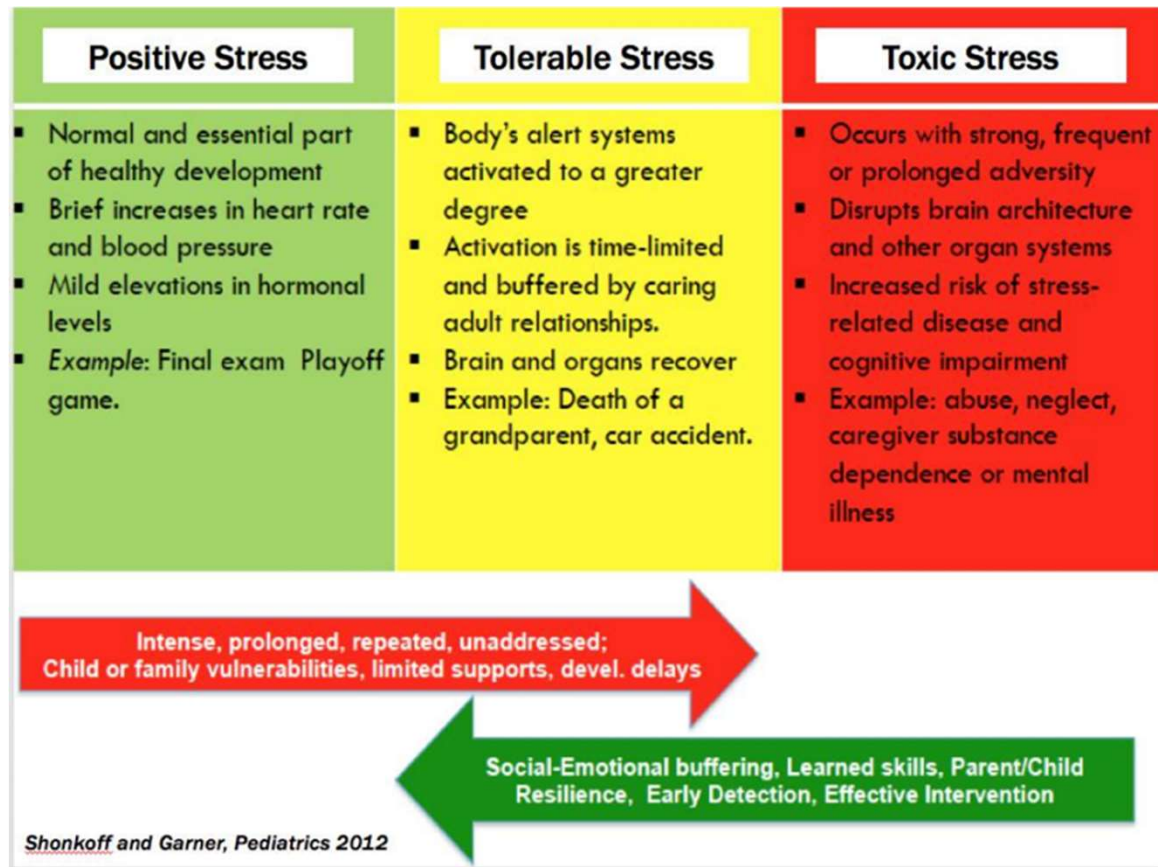 Positive Stress
▪ Normal and essential part
of healthy development
▪ Brief increases in heart rate
and blood pressure
▪ Mild elevations in hormonal
levels
▪ Example: Final exam  Playoff
game.
Tolerable Stress
▪ Body's alert systems
activated to a greater
degree
▪ Activation is time-limited
and buffered by caring
adult relationships.
▪ Brain and organs recover
▪ Example: Death of a
grandparent, car accident.
Toxic Stress
▪ Occurs with strong, frequent
or prolonged adversity
▪ Disrupts brain architecture
and other organ systems
▪ Increased risk of stress-
related disease and
cognitive impairment
▪ Example: abuse, neglect,
caregiver substance
dependence or mental
illness
Intense, prolonged, repeated, unaddressed;
Child or family vulnerabilities, limited supports, devel. delays
Social-Emotional buffering, Learned skills, Parent/Child
Resilience,  Early Detection, Effective Intervention
Shonkoff and Garner, Pediatrics 2012